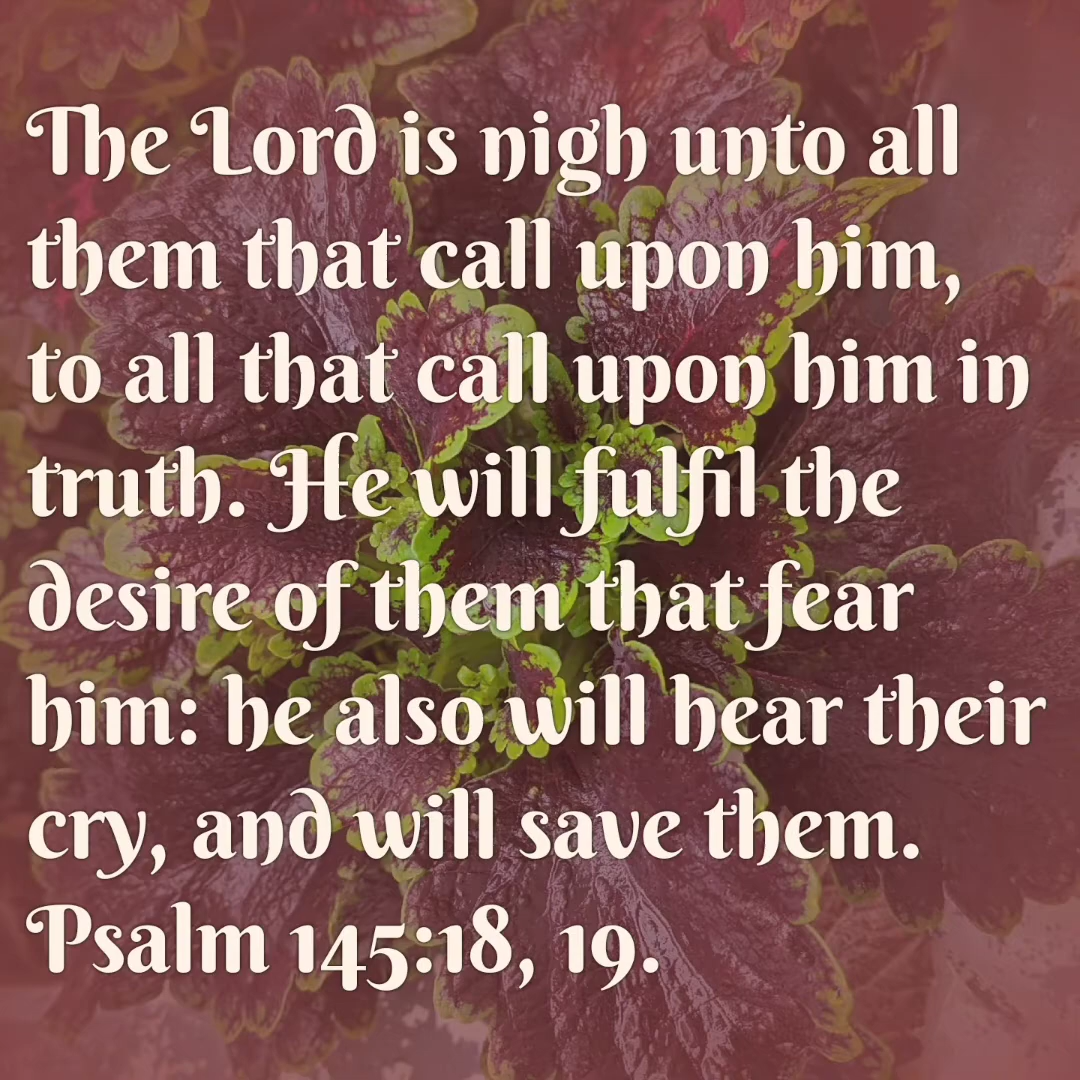 The Lord is nigh unto all
them that call upon him,
to all that call upon him in
truth. He will fulfil the
desire of them that fear
him: he also will hear their
cry, and will save them.
Psalm 145:18, 19.